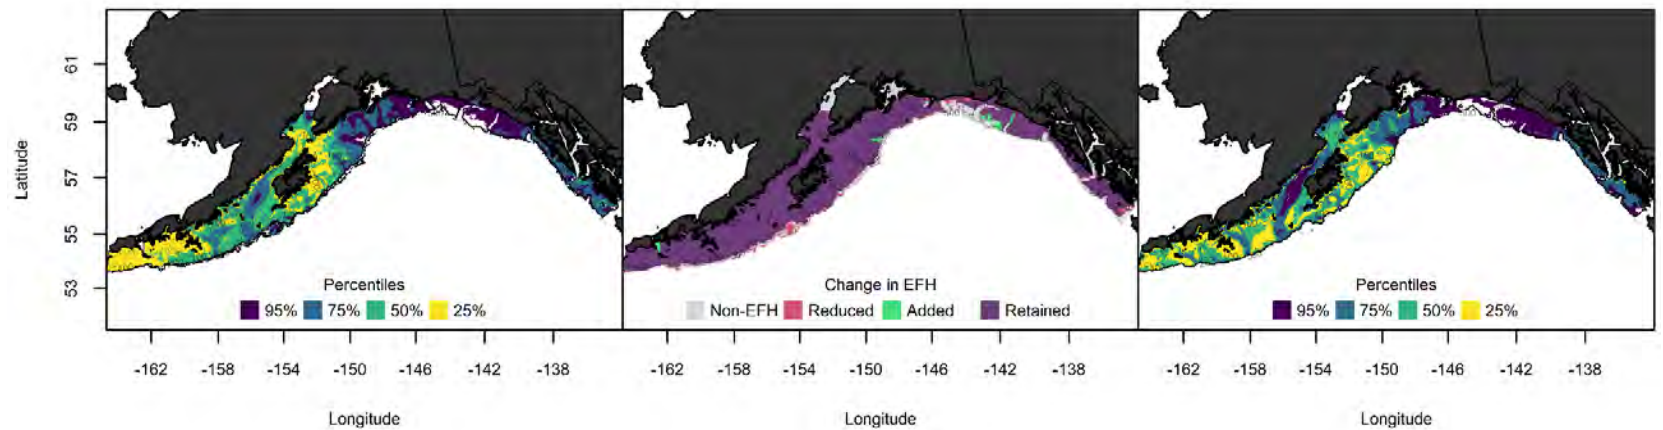 61
59
57
55
53
Latitude
Percentiles
95% 75% 50% 25%
-162 -158 -154 -150 -146 -142 -138
Longitude
Change in EFH
Non-EFH Reduced Added Retained
-162 -158 -154 -150 -146 -142 -138
Longitude
Percentiles
95% 75% 50% 25%
-162 -158 -154 -150 -146 -142 -138
Longitude